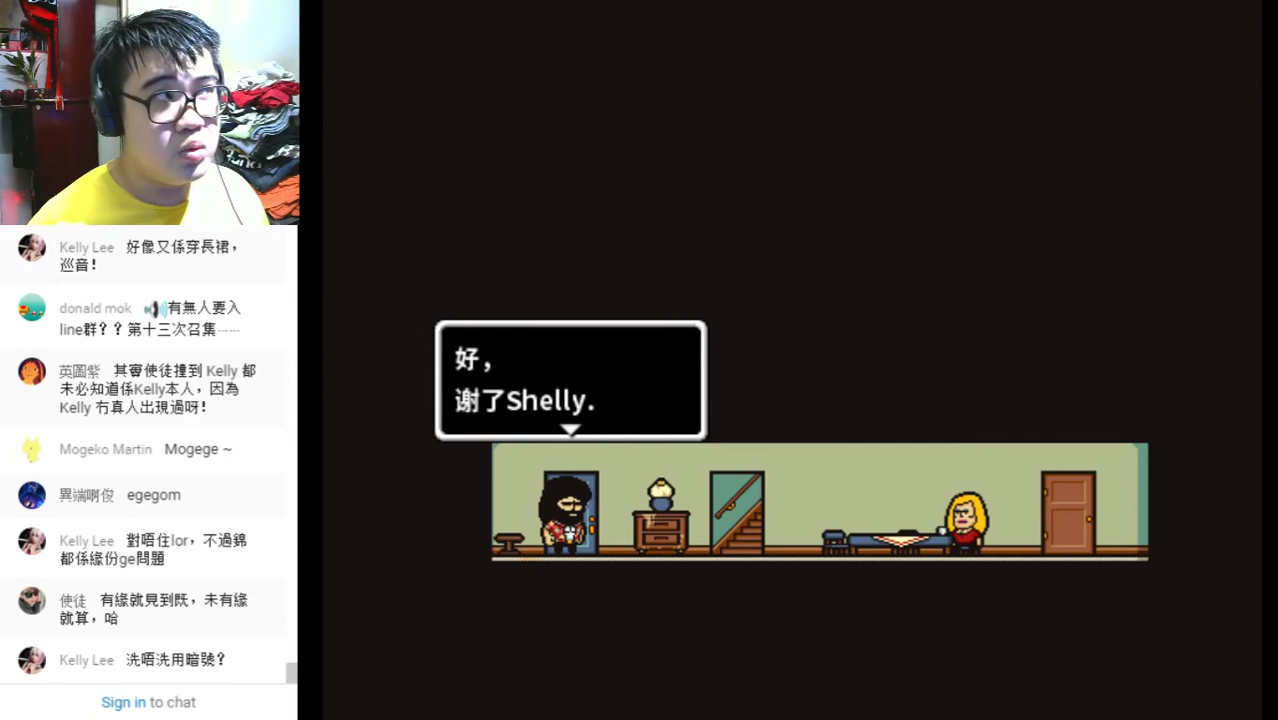 Kelly Lee 好像又係穿長裙，
巡音！
donald mok 有無人要入
line群？？第十三次召集……
英圖紫 其實使徒撞到 Kelly 都
未必知道係Kelly本人，因為
Kelly 冇真人出現過呀！
Mogeko Martin Mogege ~
異端啊俊 egegom
Kelly Lee 對唔住lor，不過錦
都係緣份ge問題
使徒 有緣就見到既，未有緣
就算，哈
Kelly Lee 洗唔洗用暗號？
Sign in to chat
好，
谢了Shelly.